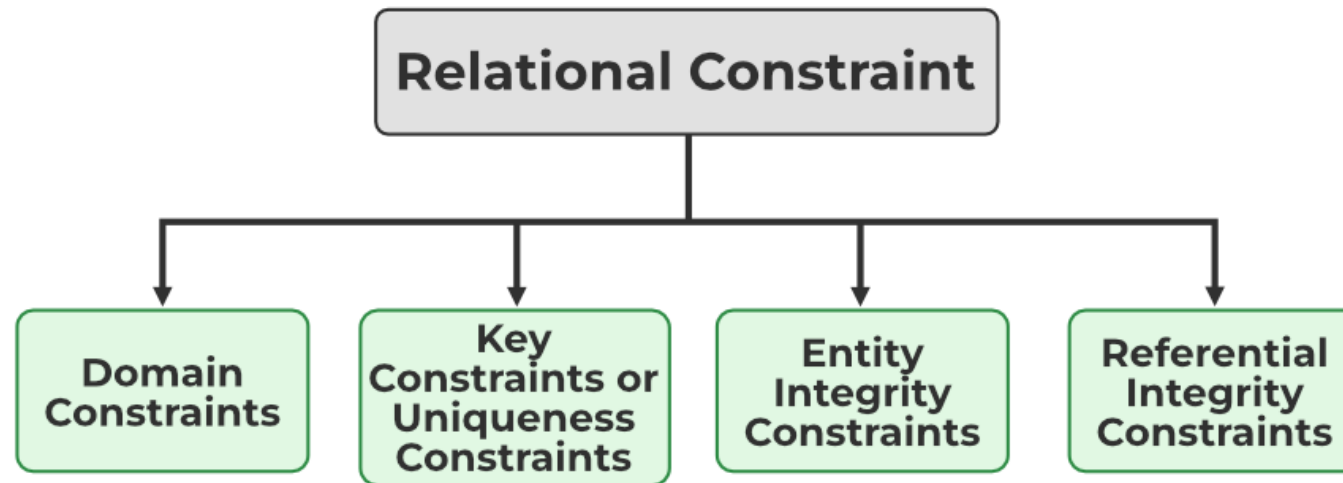 Relational Constraint
Domain
Constraints
Key
Constraints or
Uniqueness
Constraints
Entity
Integrity
Constraints
Referential
Integrity
Constraints